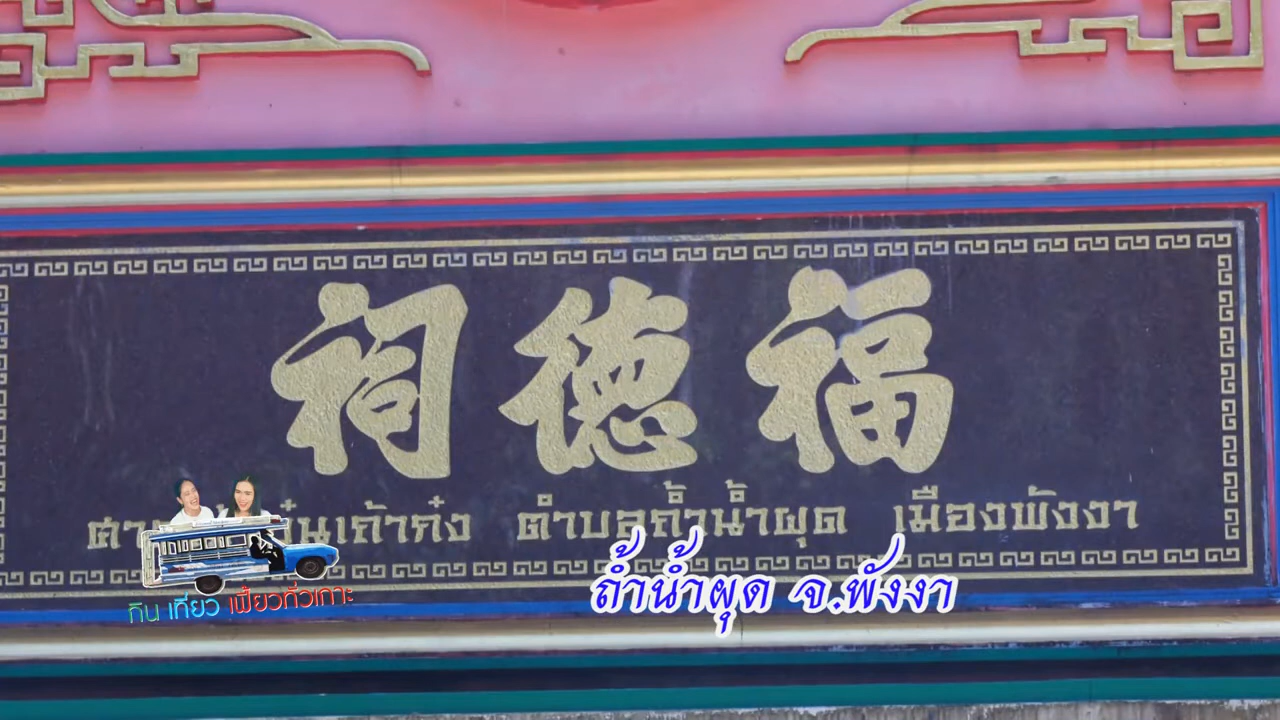 祠德福
ตำบลถ้ำน้ำผุด เมืองพังงา
ถ้ำน้ำผุด จ.พังงา
กิน เที่ยว เฟี้ยวทั่วเกาะ